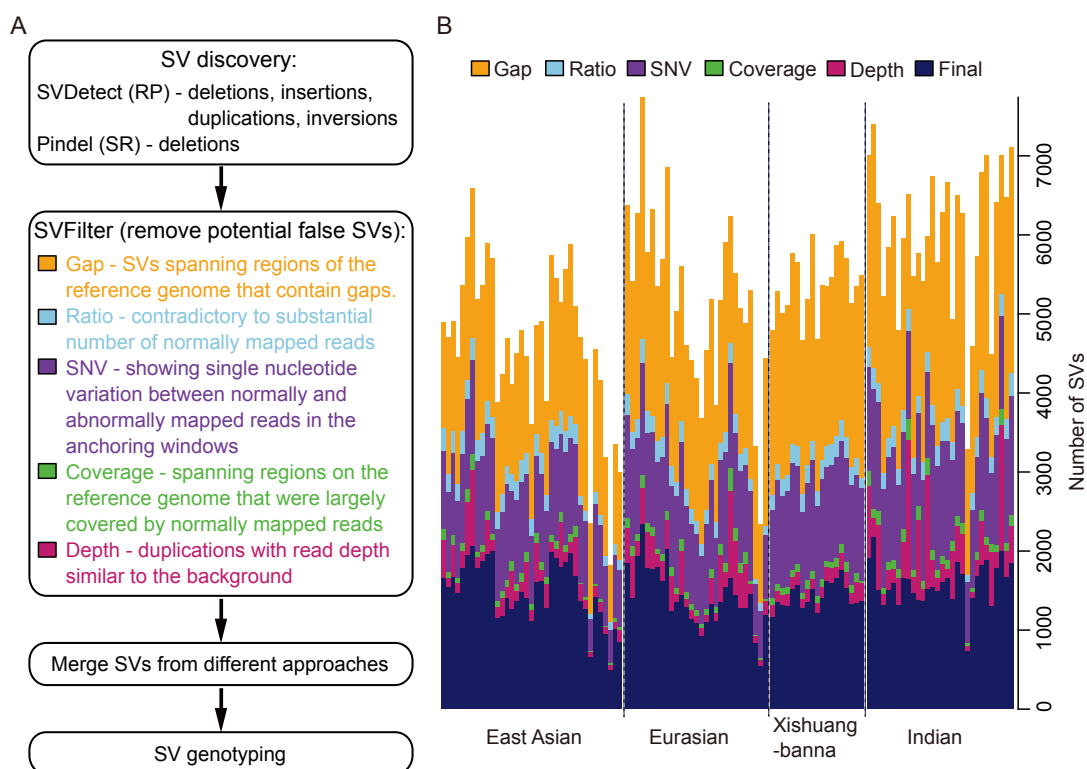 A
SV discovery:
SVDetect (RP) - deletions, insertions,
duplications, inversions
Pindel (SR) - deletions
SVFilter (remove potential false SVs):
Gap - SVs spanning regions of the
reference genome that contain gaps.
Ratio - contradictory to substantial
number of normally mapped reads
SNV - showing single nucleotide
variation between normally and
abnormally mapped reads in the
anchoring windows
Coverage - spanning regions on the
reference genome that were largely
covered by normally mapped reads
Depth - duplications with read depth
similar to the background
Merge SVs from different approaches
SV genotyping
B
Gap Ratio SNV Coverage Depth Final
7000
6000
5000
4000
3000
2000
1000
0
Number of SVs
East Asian
Eurasian
Xishuang
-banna
Indian